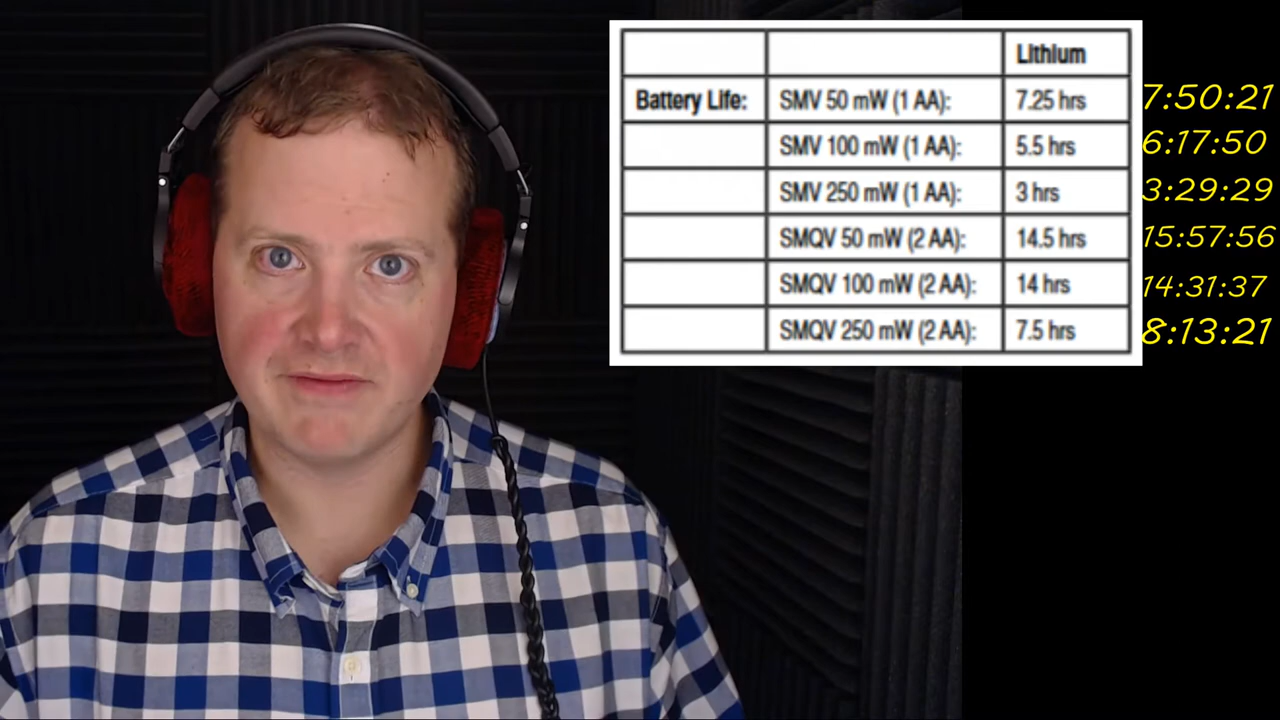 Lithium
Battery Life: SMV 50 mW (1 AA): 7.25 hrs 7:50:21
SMV 100 mW (1 AA): 5.5 hrs 6:17:50
SMV 250 mW (1 AA): 3 hrs 3:29:29
SMQV 50 mW (2 AA): 14.5 hrs 15:57:56
SMQV 100 mW (2 AA): 14 hrs 14:31:37
SMQV 250 mW (2 AA): 7.5 hrs 8:13:21